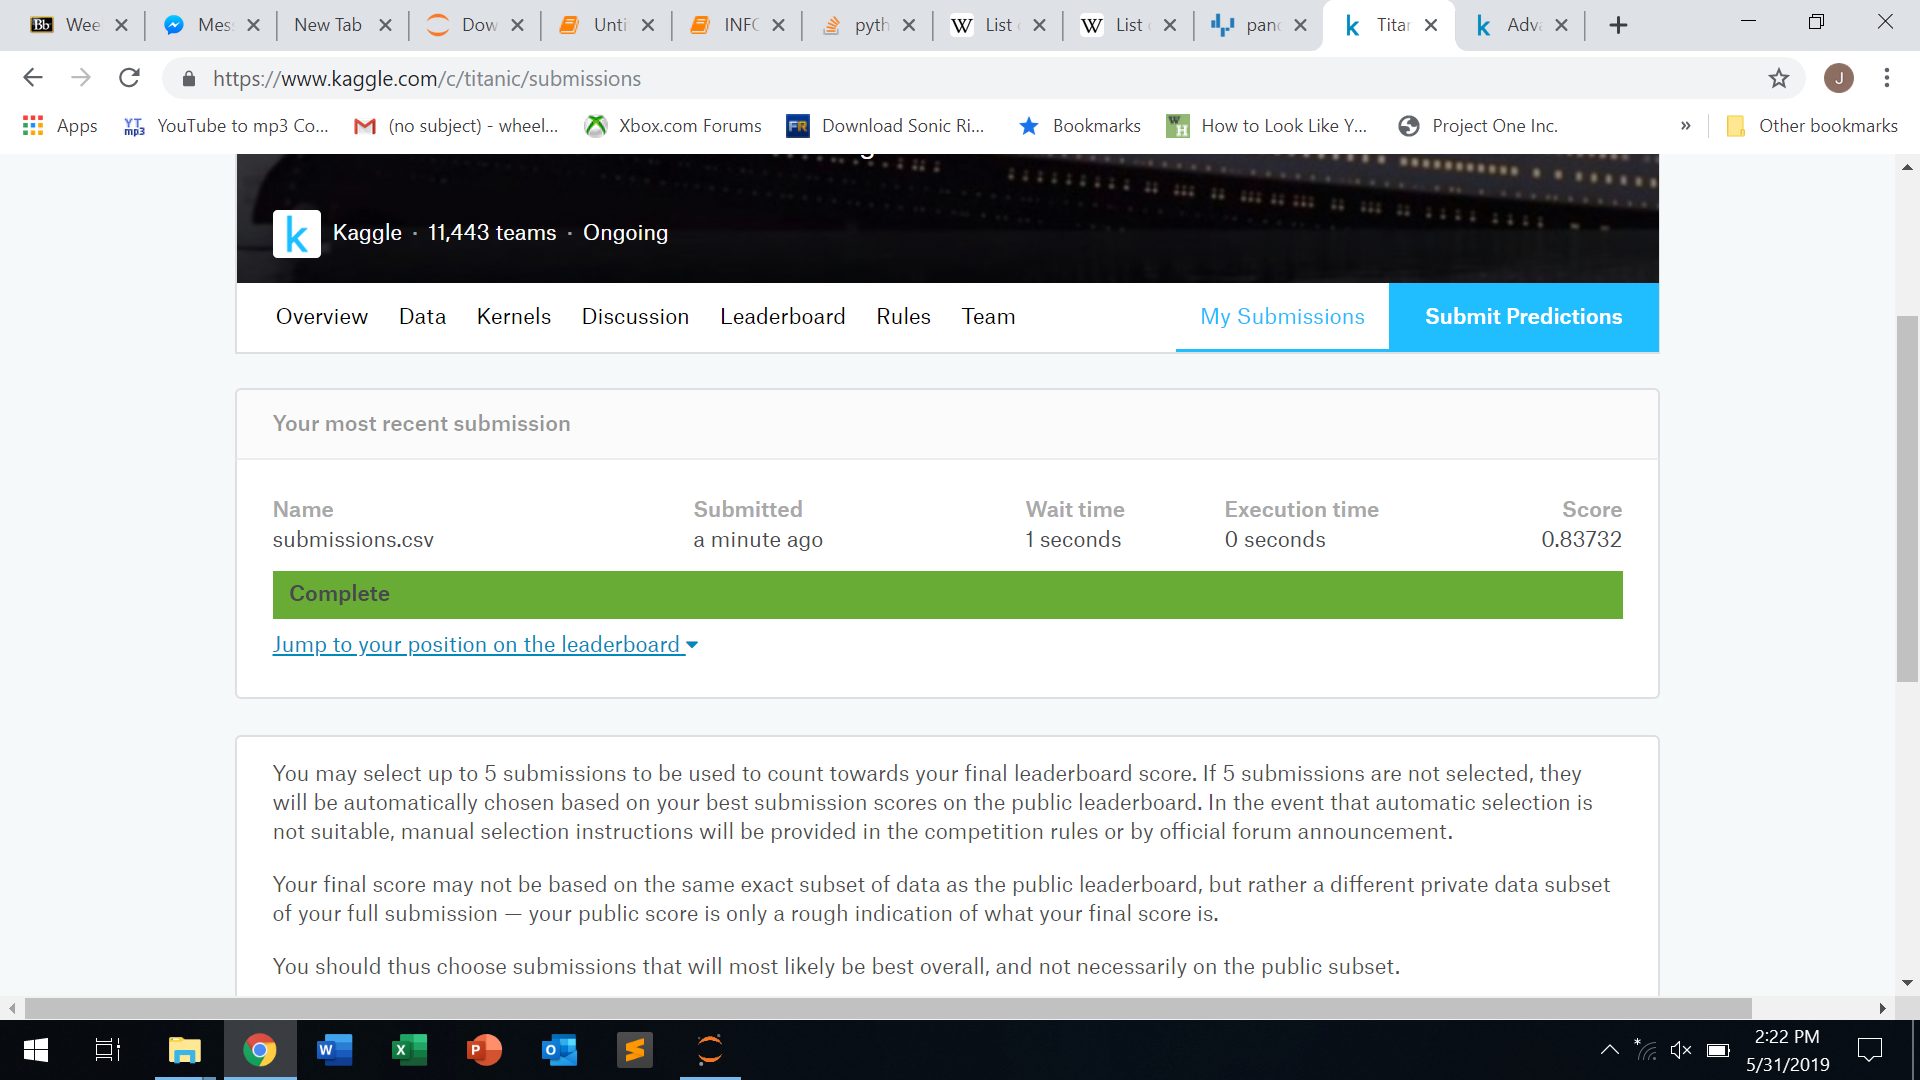 Wee
Mes
New Tab
Dow
Unti
INFO
pyth
List
List
pand
Titan
Adva
https://www.kaggle.com/c/titanic/submissions
J
Apps
YT mp3
YouTube to mp3 Co...
(no subject) - wheel...
Xbox.com Forums
FR
Download Sonic Ri...
Bookmarks
How to Look Like Y...
Project One Inc.
»
Other bookmarks
k
Kaggle · 11,443 teams · Ongoing
Overview
Data
Kernels
Discussion
Leaderboard
Rules
Team
My Submissions
Submit Predictions
Your most recent submission
Name Submitted Wait time Execution time Score
submissions.csv a minute ago 1 seconds 0 seconds 0.83732
Complete
Jump to your position on the leaderboard
You may select up to 5 submissions to be used to count towards your final leaderboard score. If 5 submissions are not selected, they
will be automatically chosen based on your best submission scores on the public leaderboard. In the event that automatic selection is
not suitable, manual selection instructions will be provided in the competition rules or by official forum announcement.
Your final score may not be based on the same exact subset of data as the public leaderboard, but rather a different private data subset
of your full submission — your public score is only a rough indication of what your final score is.
You should thus choose submissions that will most likely be best overall, and not necessarily on the public subset.
2:22 PM
5/31/2019